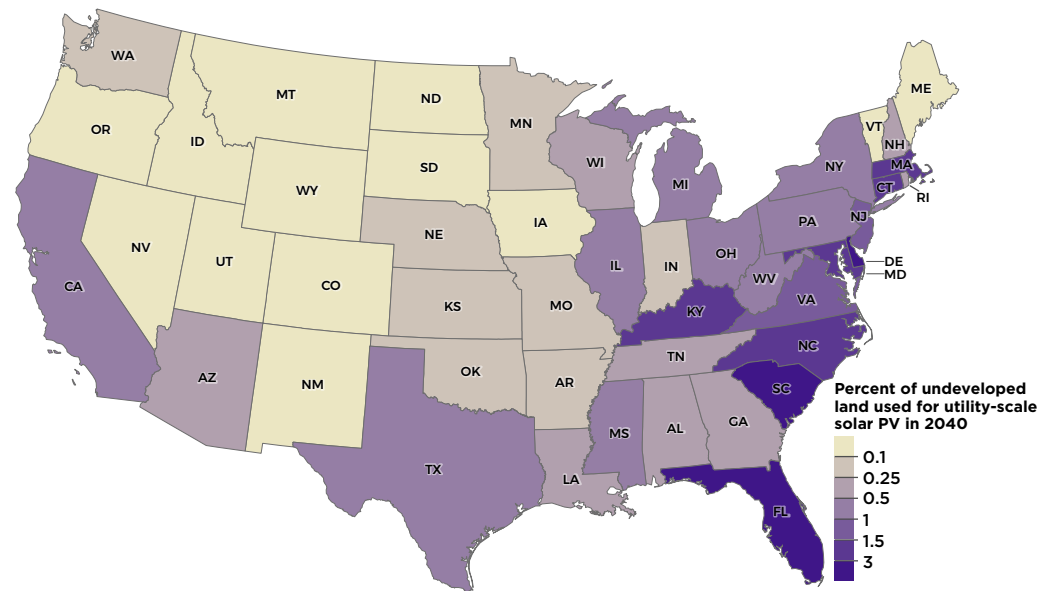 WA
MT
ND
MN
ME
OR
ID
VT
NH
SD
WI
NY
MA
WY
MI
CT
RI
IA
NE
PA
NJ
NV
UT
IL
IN
OH
DE
CO
WV
MD
CA
KS
MO
VA
KY
NC
AZ
NM
OK
AR
TN
SC
MS
AL
GA
TX
LA
FL
Percent of undeveloped
land used for utility-scale
solar PV in 2040
0.1
0.25
0.5
1
1.5
3